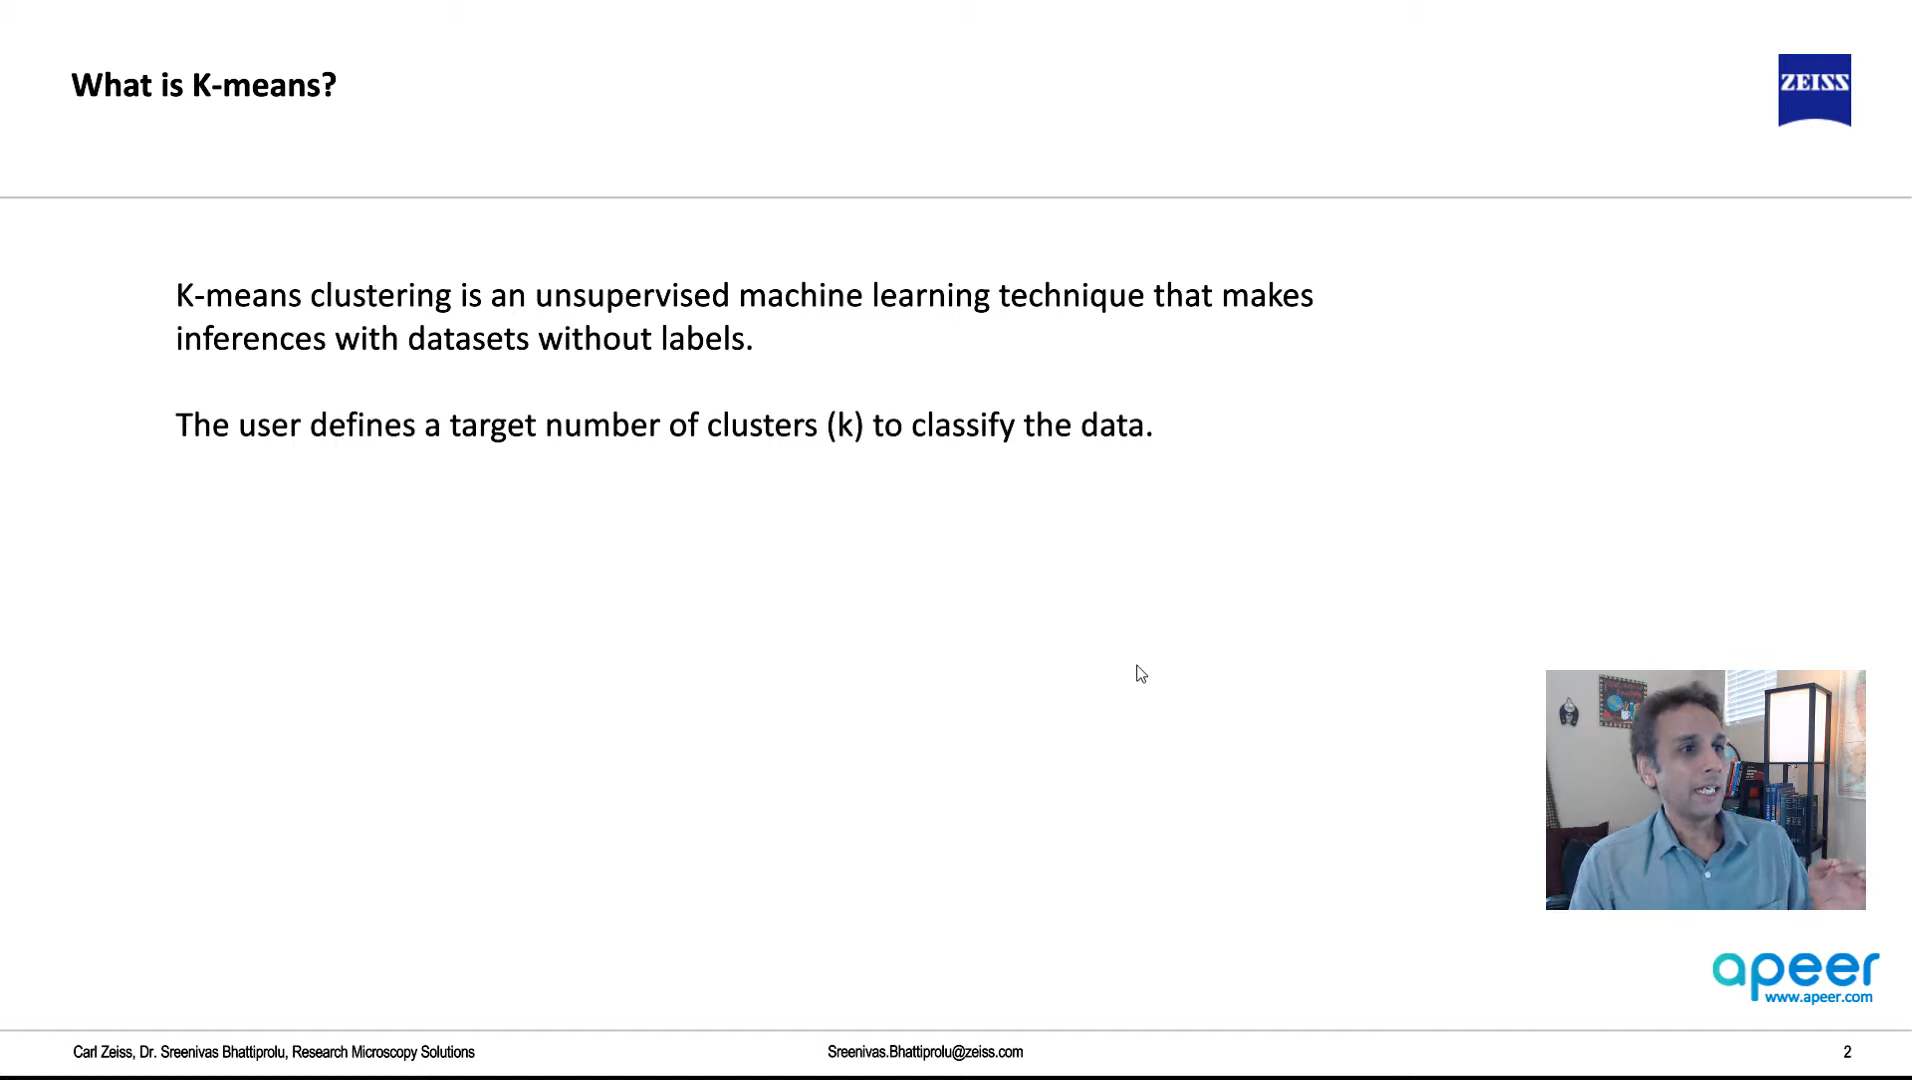 What is K-means?
ZEISS
K-means clustering is an unsupervised machine learning technique that makes
inferences with datasets without labels.
The user defines a target number of clusters (k) to classify the data.
apeer
www.apeer.com
Carl Zeiss, Dr. Sreenivas Bhattiprolu, Research Microscopy Solutions
Sreenivas.Bhattiprolu@zeiss.com
2